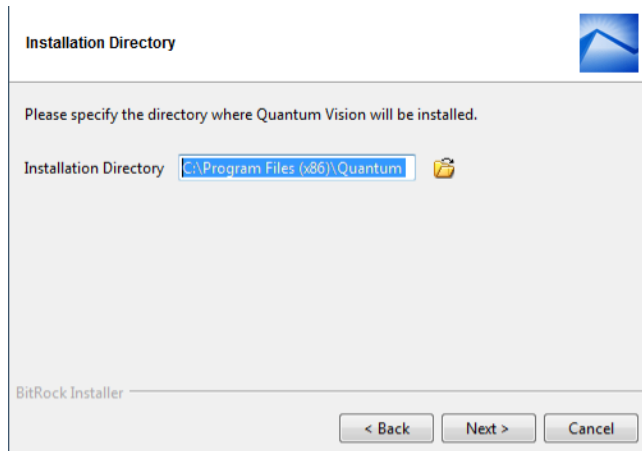 Installation Directory
Please specify the directory where Quantum Vision will be installed.
Installation Directory C:\Program Files (x86)\Quantum
BitRock Installer
< Back Next > Cancel